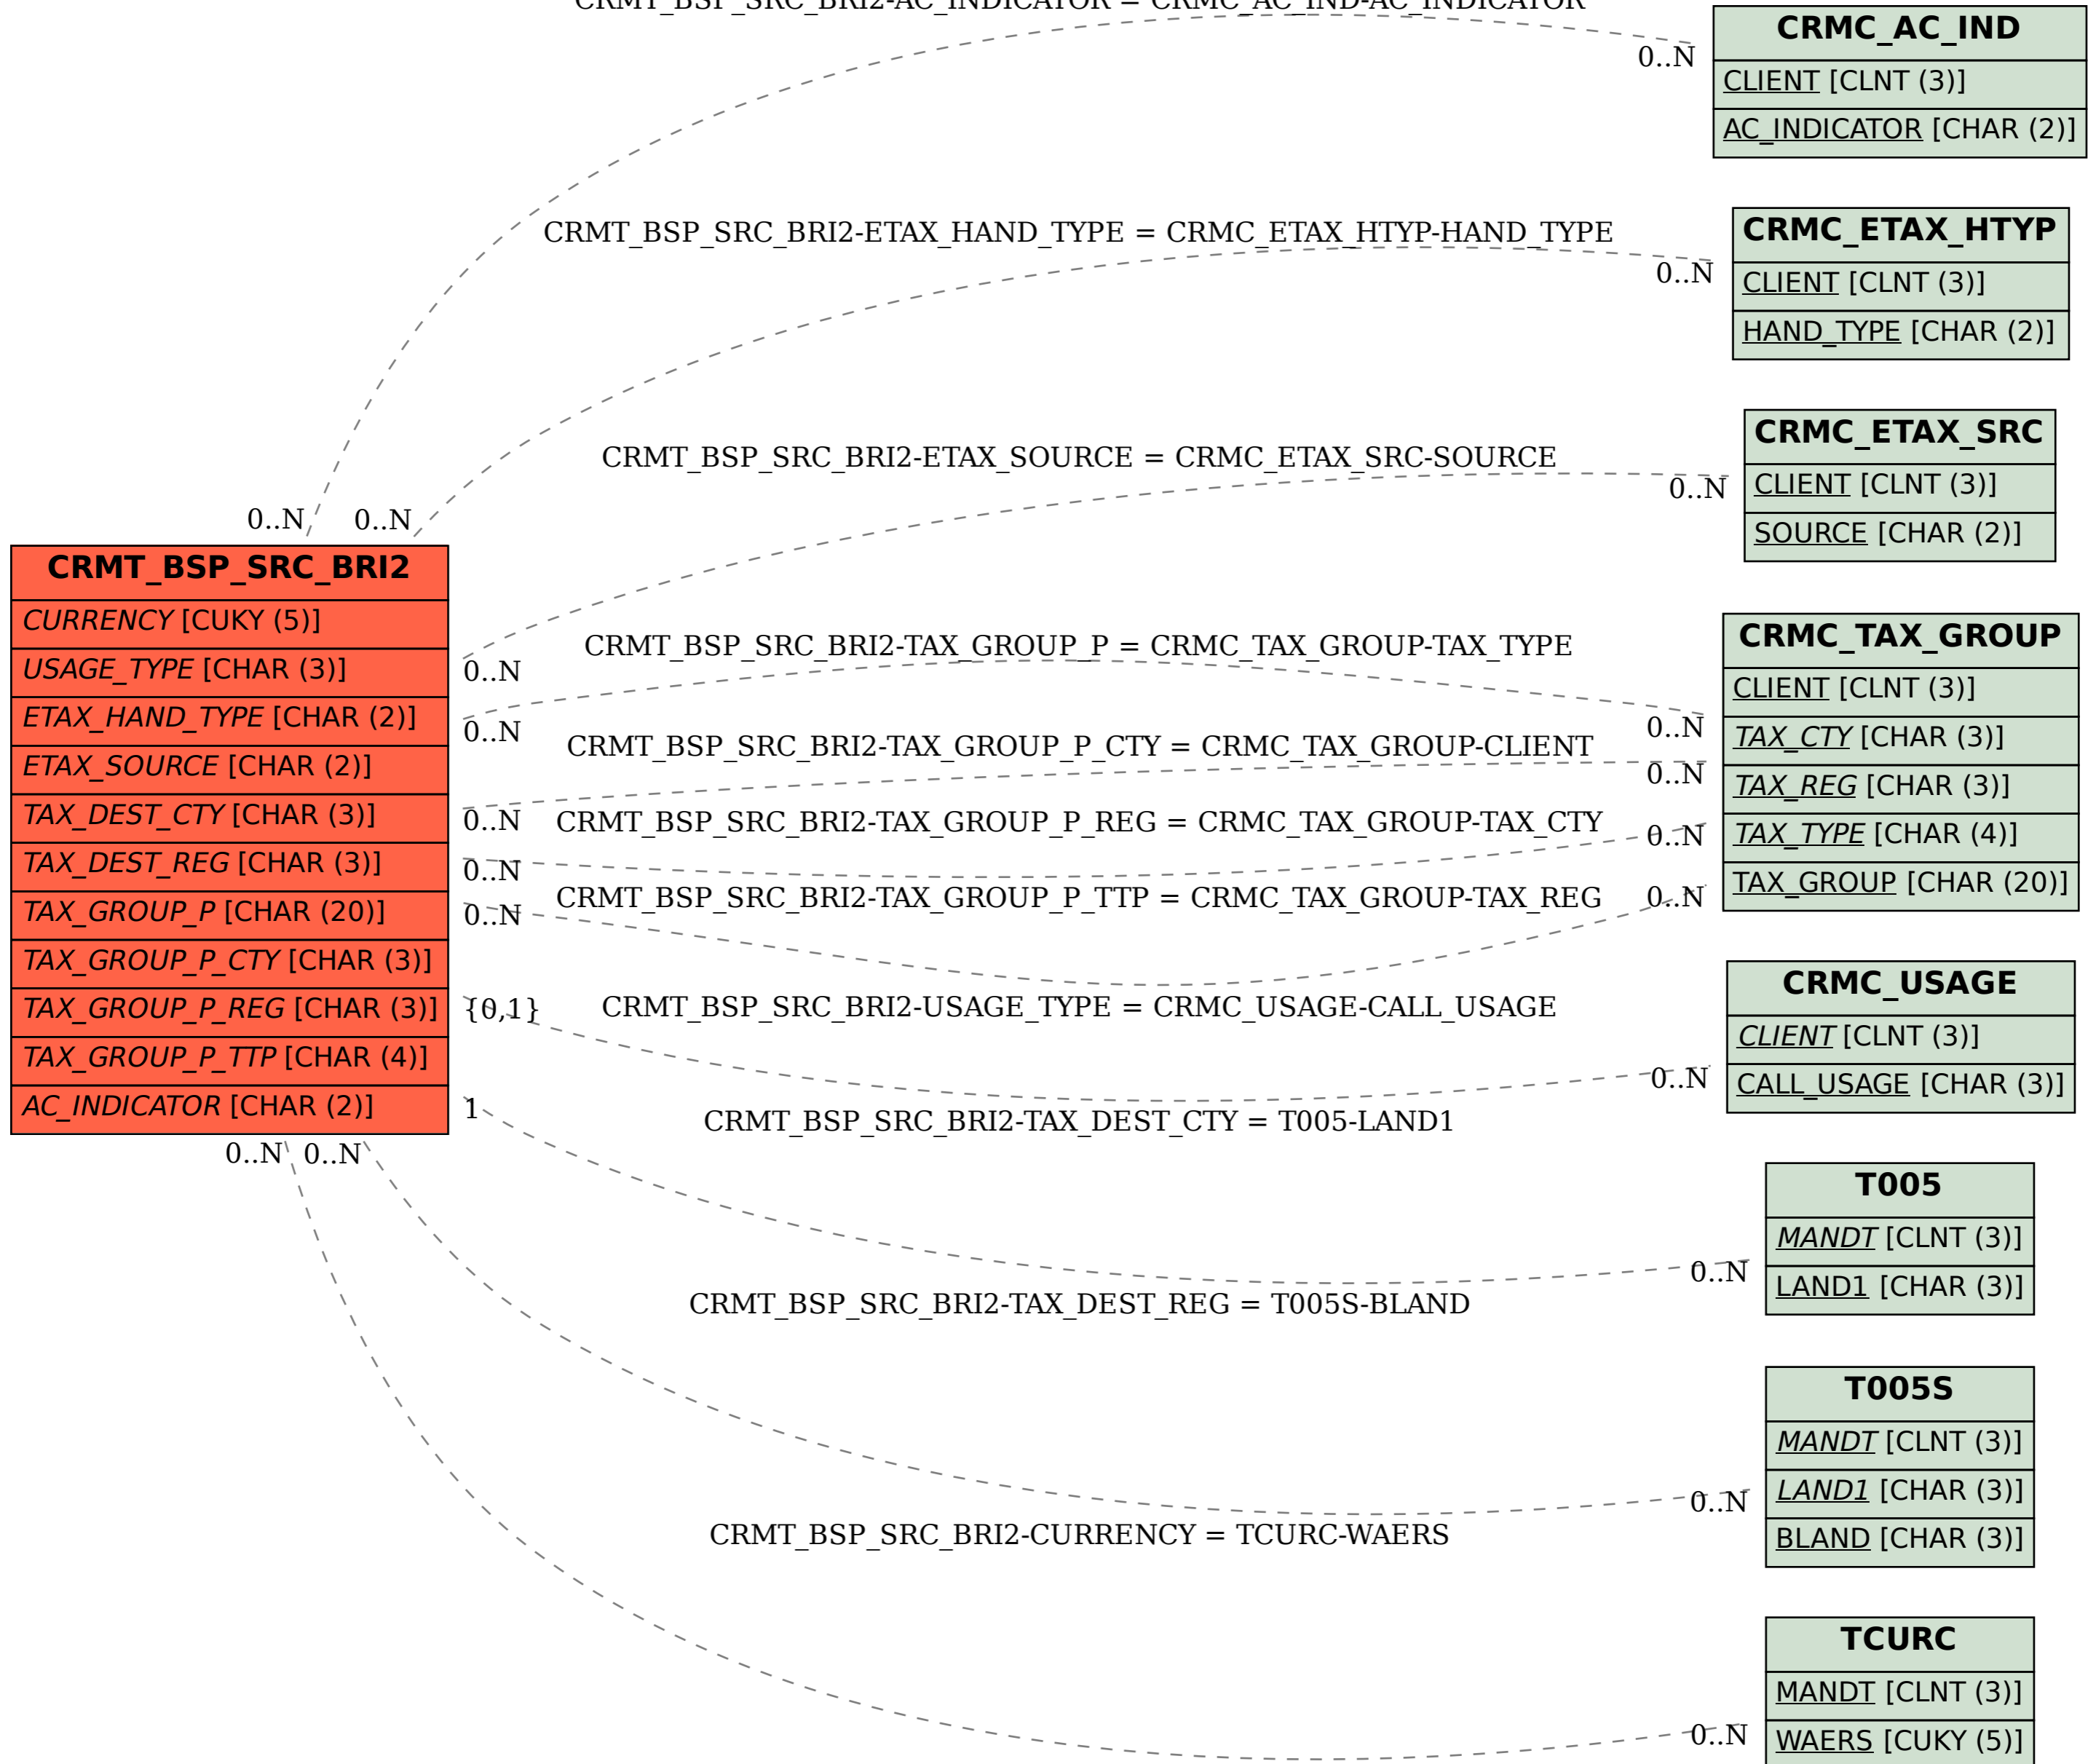 CRMT_BSP_SRC_BRI2-AC_INDICATOR = CRMC_AC_IND-AC_INDICATOR
CRMC_AC_IND
0..N
CLIENT [CLNT (3)]
AC_INDICATOR [CHAR (2)]
CRMT_BSP_SRC_BRI2-ETAX_HAND_TYPE = CRMC_ETAX_HTYP-HAND_TYPE
CRMC_ETAX_HTYP
0..N
CLIENT [CLNT (3)]
HAND_TYPE [CHAR (2)]
CRMT_BSP_SRC_BRI2-ETAX_SOURCE = CRMC_ETAX_SRC-SOURCE
CRMC_ETAX_SRC
0..N
CLIENT [CLNT (3)]
SOURCE [CHAR (2)]
0..N 0..N
CRMT_BSP_SRC_BRI2
CURRENCY [CUKY (5)]
USAGE_TYPE [CHAR (3)]
ETAX_HAND_TYPE [CHAR (2)]
ETAX_SOURCE [CHAR (2)]
TAX_DEST_CTY [CHAR (3)]
TAX_DEST_REG [CHAR (3)]
TAX_GROUP_P [CHAR (20)]
TAX_GROUP_P_CTY [CHAR (3)]
TAX_GROUP_P_REG [CHAR (3)]
TAX_GROUP_P_TTP [CHAR (4)]
AC_INDICATOR [CHAR (2)]
0..N 0..N
0..N
0..N
0..N
0..N
0..N
{0,1}
1
CRMT_BSP_SRC_BRI2-TAX_GROUP_P = CRMC_TAX_GROUP-TAX_TYPE
CRMT_BSP_SRC_BRI2-TAX_GROUP_P_CTY = CRMC_TAX_GROUP-CLIENT
CRMT_BSP_SRC_BRI2-TAX_GROUP_P_REG = CRMC_TAX_GROUP-TAX_CTY
CRMT_BSP_SRC_BRI2-TAX_GROUP_P_TTP = CRMC_TAX_GROUP-TAX_REG
0..N
0..N
0..N
0..N
CRMC_TAX_GROUP
CLIENT [CLNT (3)]
TAX_CTY [CHAR (3)]
TAX_REG [CHAR (3)]
TAX_TYPE [CHAR (4)]
TAX_GROUP [CHAR (20)]
CRMT_BSP_SRC_BRI2-USAGE_TYPE = CRMC_USAGE-CALL_USAGE
0..N
CRMC_USAGE
CLIENT [CLNT (3)]
CALL_USAGE [CHAR (3)]
CRMT_BSP_SRC_BRI2-TAX_DEST_CTY = T005-LAND1
0..N
T005
MANDT [CLNT (3)]
LAND1 [CHAR (3)]
CRMT_BSP_SRC_BRI2-TAX_DEST_REG = T005S-BLAND
0..N
T005S
MANDT [CLNT (3)]
LAND1 [CHAR (3)]
BLAND [CHAR (3)]
CRMT_BSP_SRC_BRI2-CURRENCY = TCURC-WAERS
0..N
TCURC
MANDT [CLNT (3)]
WAERS [CUKY (5)]